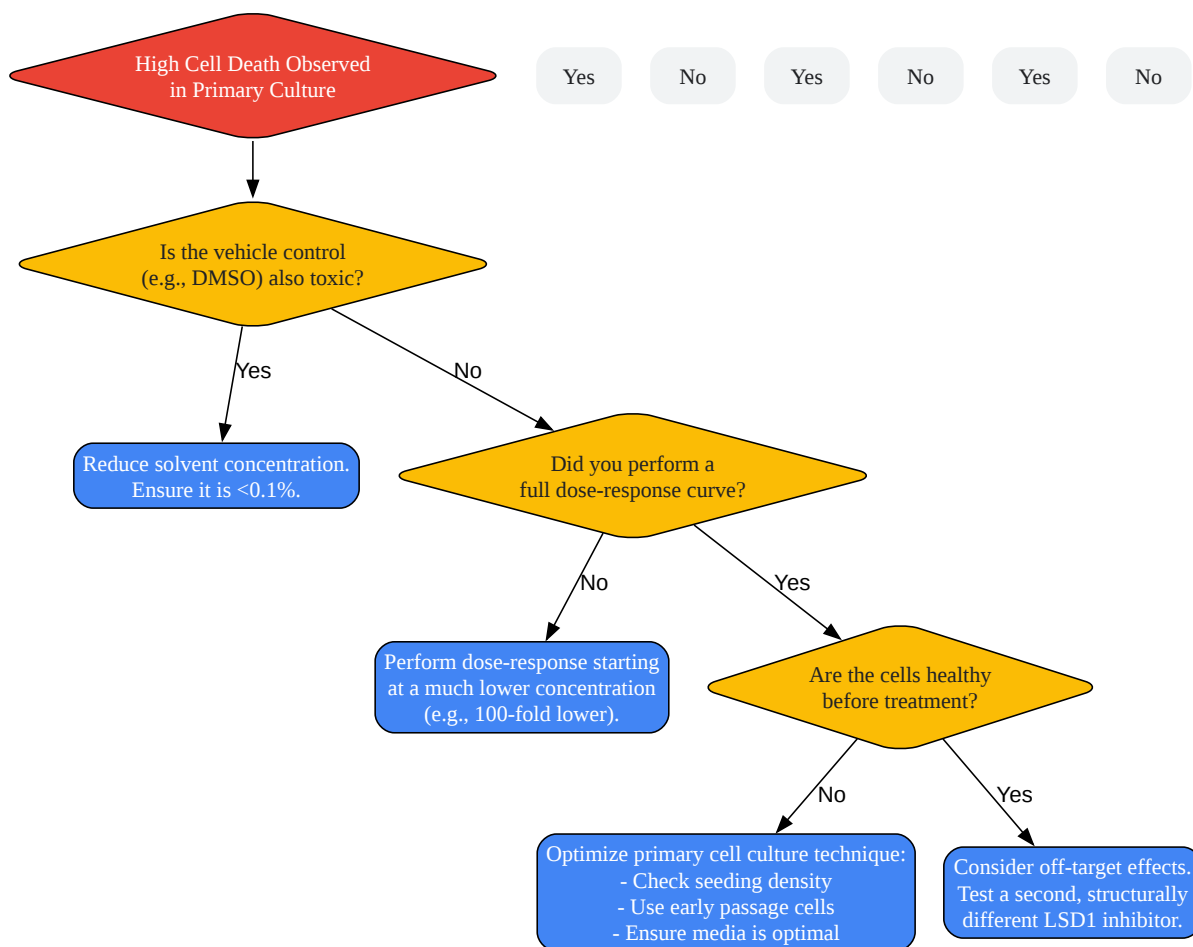 High Cell Death Observed
in Primary Culture
Yes
No
Yes
No
Yes
No
Is the vehicle control
(e.g., DMSO) also toxic?
Yes
No
Reduce solvent concentration.
Ensure it is <0.1%.
Did you perform a
full dose-response curve?
No
Yes
Perform dose-response starting
at a much lower concentration
(e.g., 100-fold lower).
Are the cells healthy
before treatment?
No
Yes
Optimize primary cell culture technique:
- Check seeding density
- Use early passage cells
- Ensure media is optimal
Consider off-target effects.
Test a second, structurally
different LSD1 inhibitor.